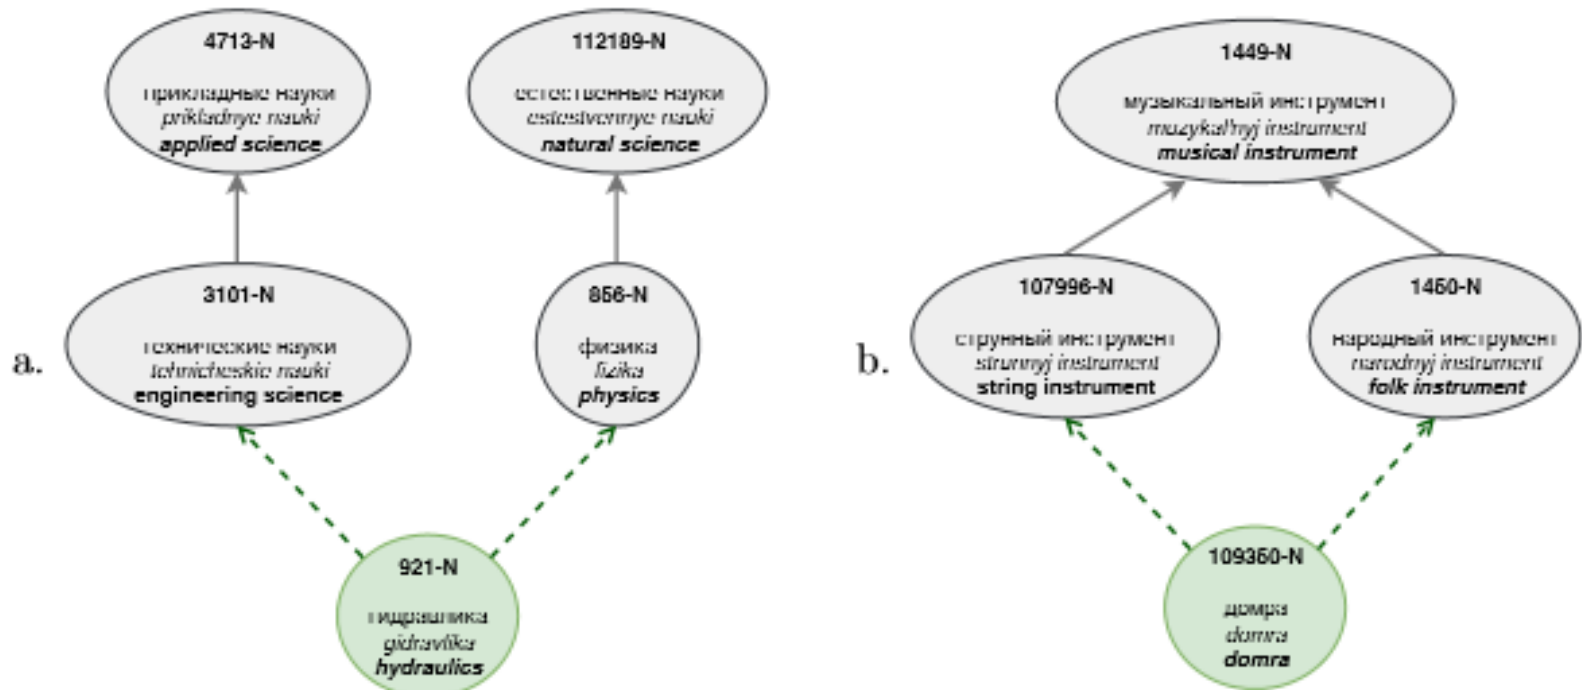 a.
4713-N
прикладные науки
prikladnye nauki
applied science
112189-N
естественные науки
estestvennye nauki
natural science
3101-N
технические науки
tehnicheskie nauki
engineering science
856-N
физика
fizika
physics
921-N
гидравлика
gidravlika
hydraulics
b.
1449-N
музыкальный инструмент
muzykal'nyj instrument
musical instrument
107996-N
струнный инструмент
strunnyj instrument
string instrument
1450-N
народный инструмент
narodnyj instrument
folk instrument
109350-N
домра
domra
domra